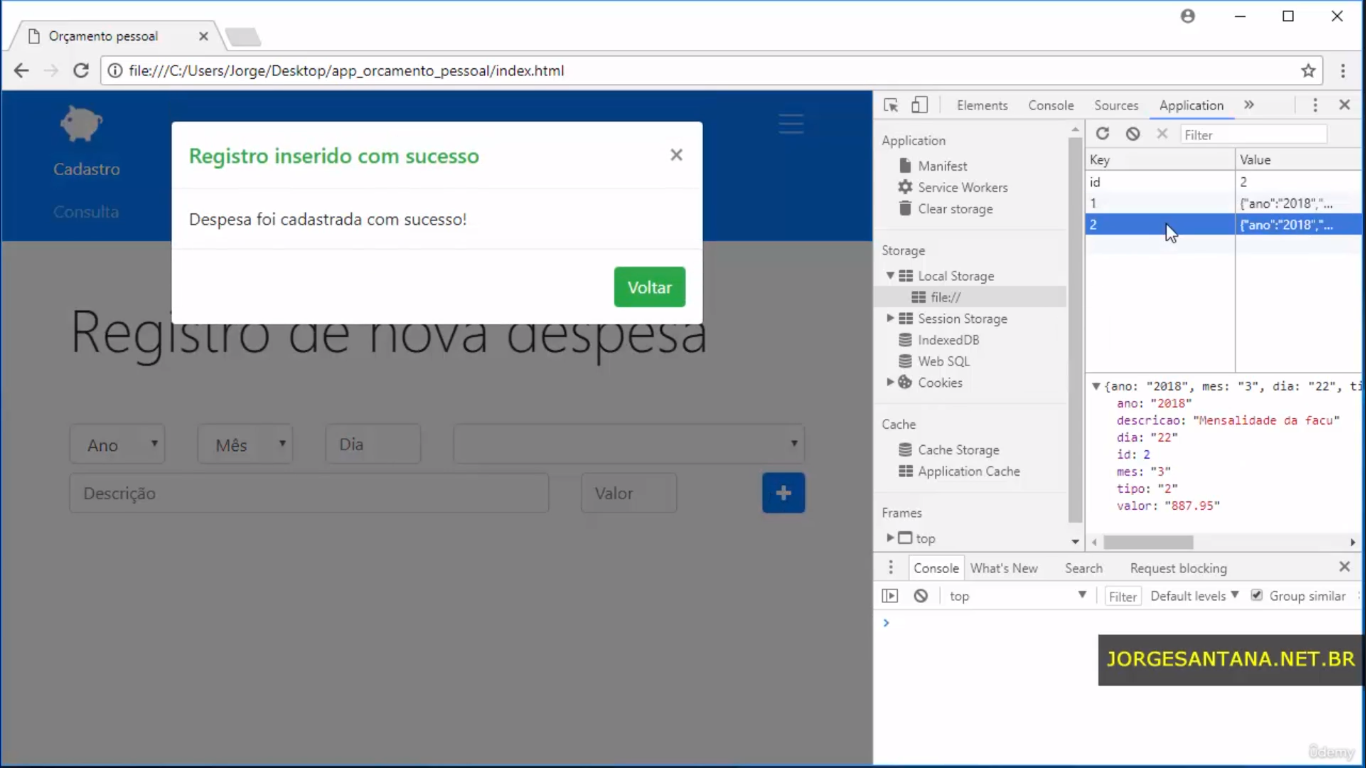 Orçamento pessoal
file:///C:/Users/Jorge/Desktop/app_orcamento_pessoal/index.html
Cadastro
Consulta
Registro inserido com sucesso
Despesa foi cadastrada com sucesso!
Voltar
Registro de nova despesa
Ano
Mês
Dia
Descrição
Valor
Elements Console Sources Application
Application
Manifest
Service Workers
Clear storage
Storage
Local Storage
file://
Session Storage
IndexedDB
Web SQL
Cookies
Cache
Cache Storage
Application Cache
Frames
top
Filter
Key Value
id 2
1 {"ano":"2018","...
2 {"ano":"2018","...
{ano: "2018", mes: "3", dia: "22", ti
ano: "2018"
descricao: "Mensalidade da facu"
dia: "22"
id: 2
mes: "3"
tipo: "2"
valor: "887.95"
Console What's New Search Request blocking
top Filter Default levels Group similar
JORGESANTANA.NET.BR
ûdemy